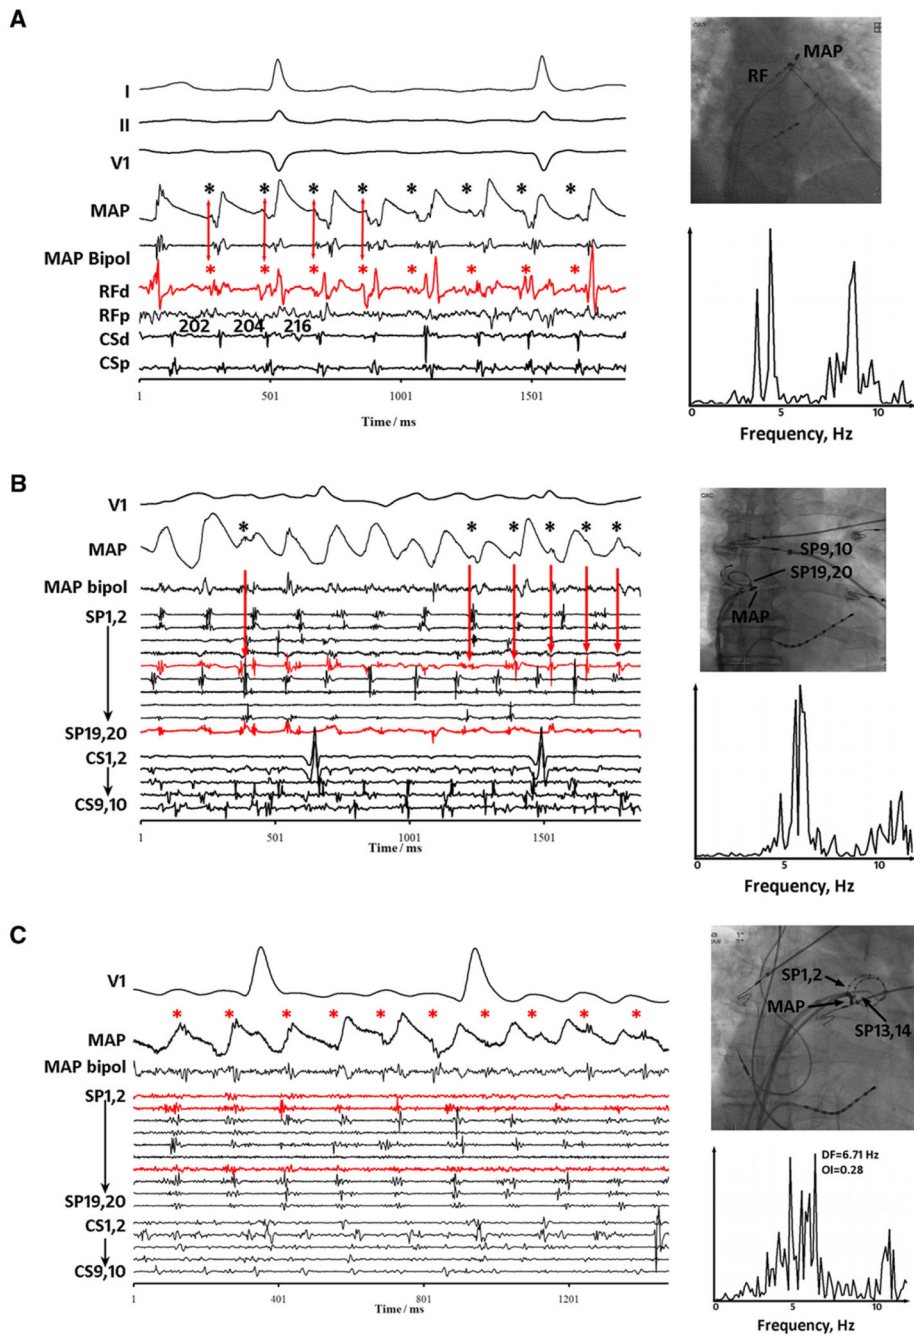 A
I
II
V1
MAP
* * * * * * * *
MAP Bipol
* * * * * * * *
RFd
RFp
202 204 216
CSd
CSp
1 501 1001 1501
Time / ms
RF MAP
0 5 10
Frequency, Hz
B
V1
MAP
* * * * * *
MAP bipol
SP1,2
SP19,20
CS1,2
CS9,10
1 501 1001 1501
Time / ms
SP9,10
SP19,20
MAP
0 5 10
Frequency, Hz
C
V1
* * * * * * * * * *
MAP
MAP bipol
SP1,2
SP19,20
CS1,2
CS9,10
1 401 801 1201
Time / ms
SP1,2
MAP
SP13,14
DF=6.71 Hz
OI=0.28
0 5 10
Frequency, Hz